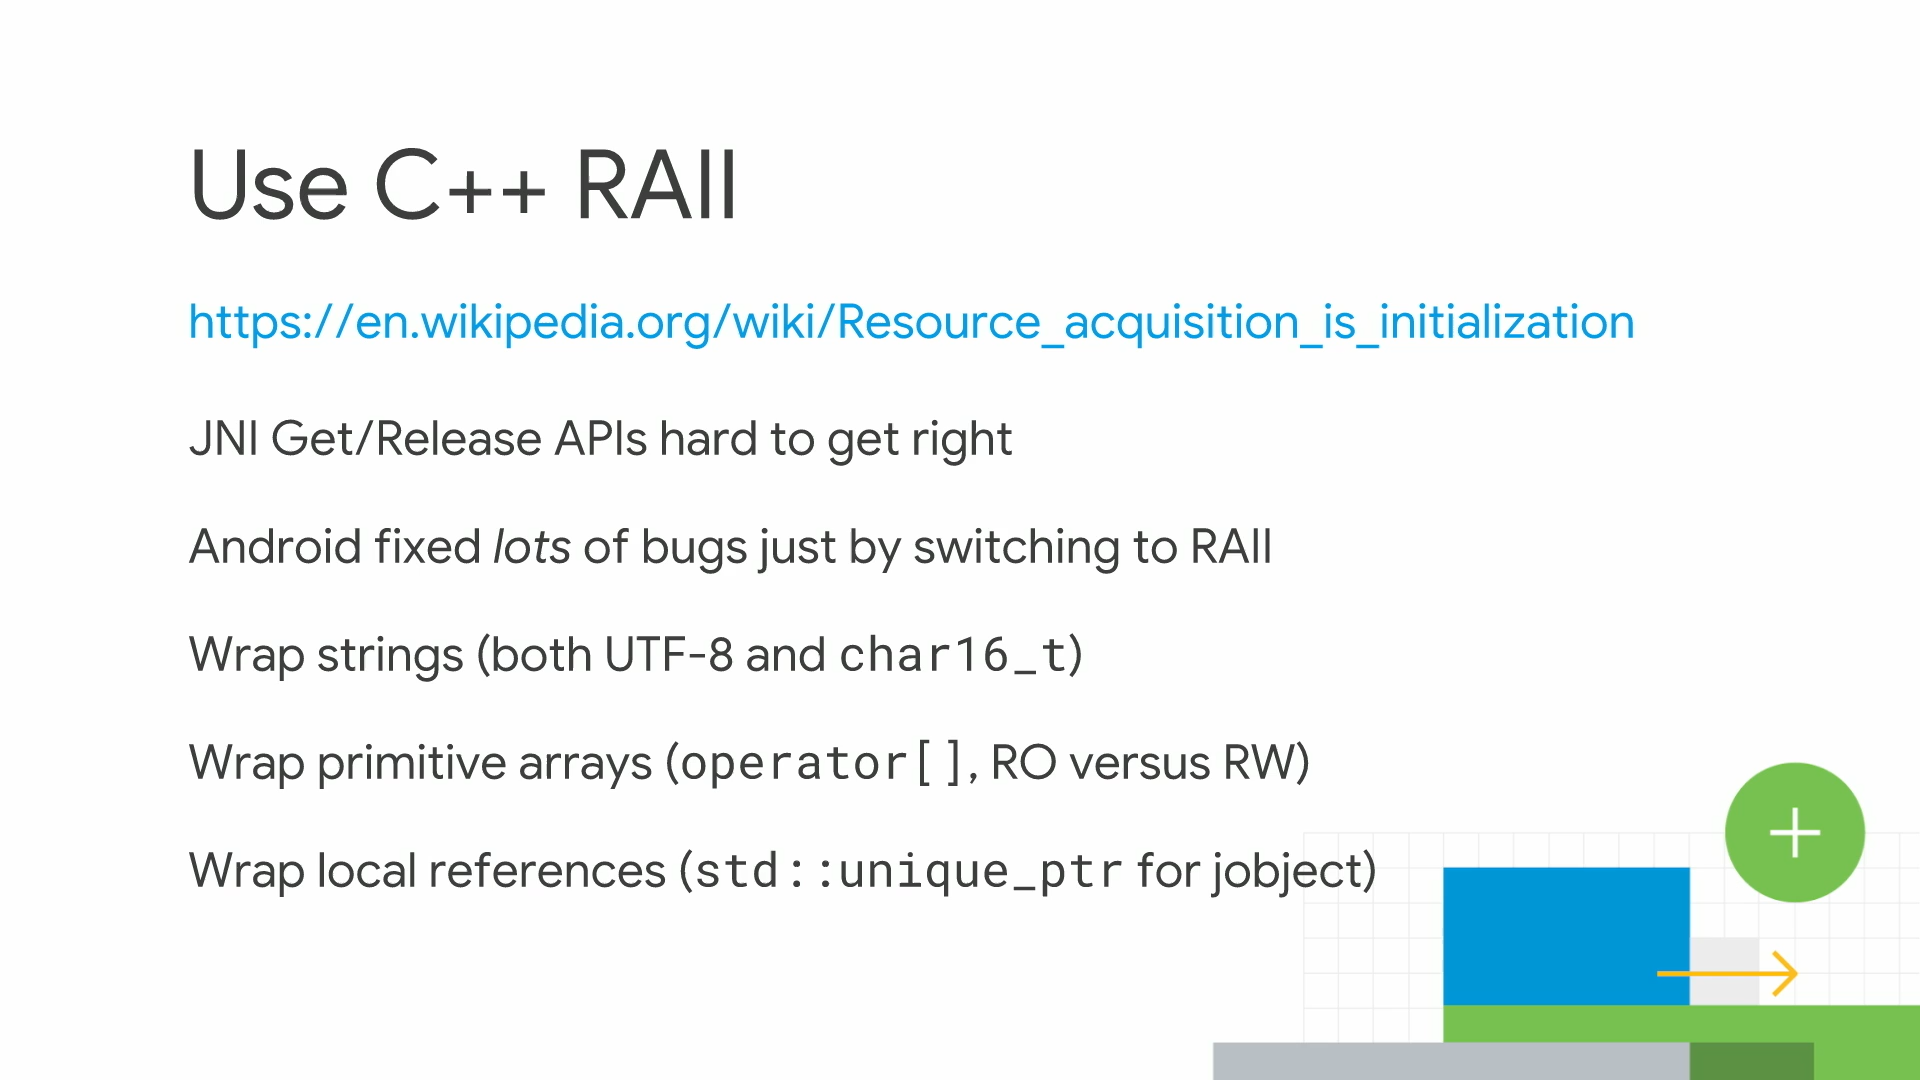 Use C++ RAII
https://en.wikipedia.org/wiki/Resource_acquisition_is_initialization
JNI Get/Release APIs hard to get right
Android fixed lots of bugs just by switching to RAII
Wrap strings (both UTF-8 and char16_t)
Wrap primitive arrays (operator[], RO versus RW)
Wrap local references (std::unique_ptr for jobject)